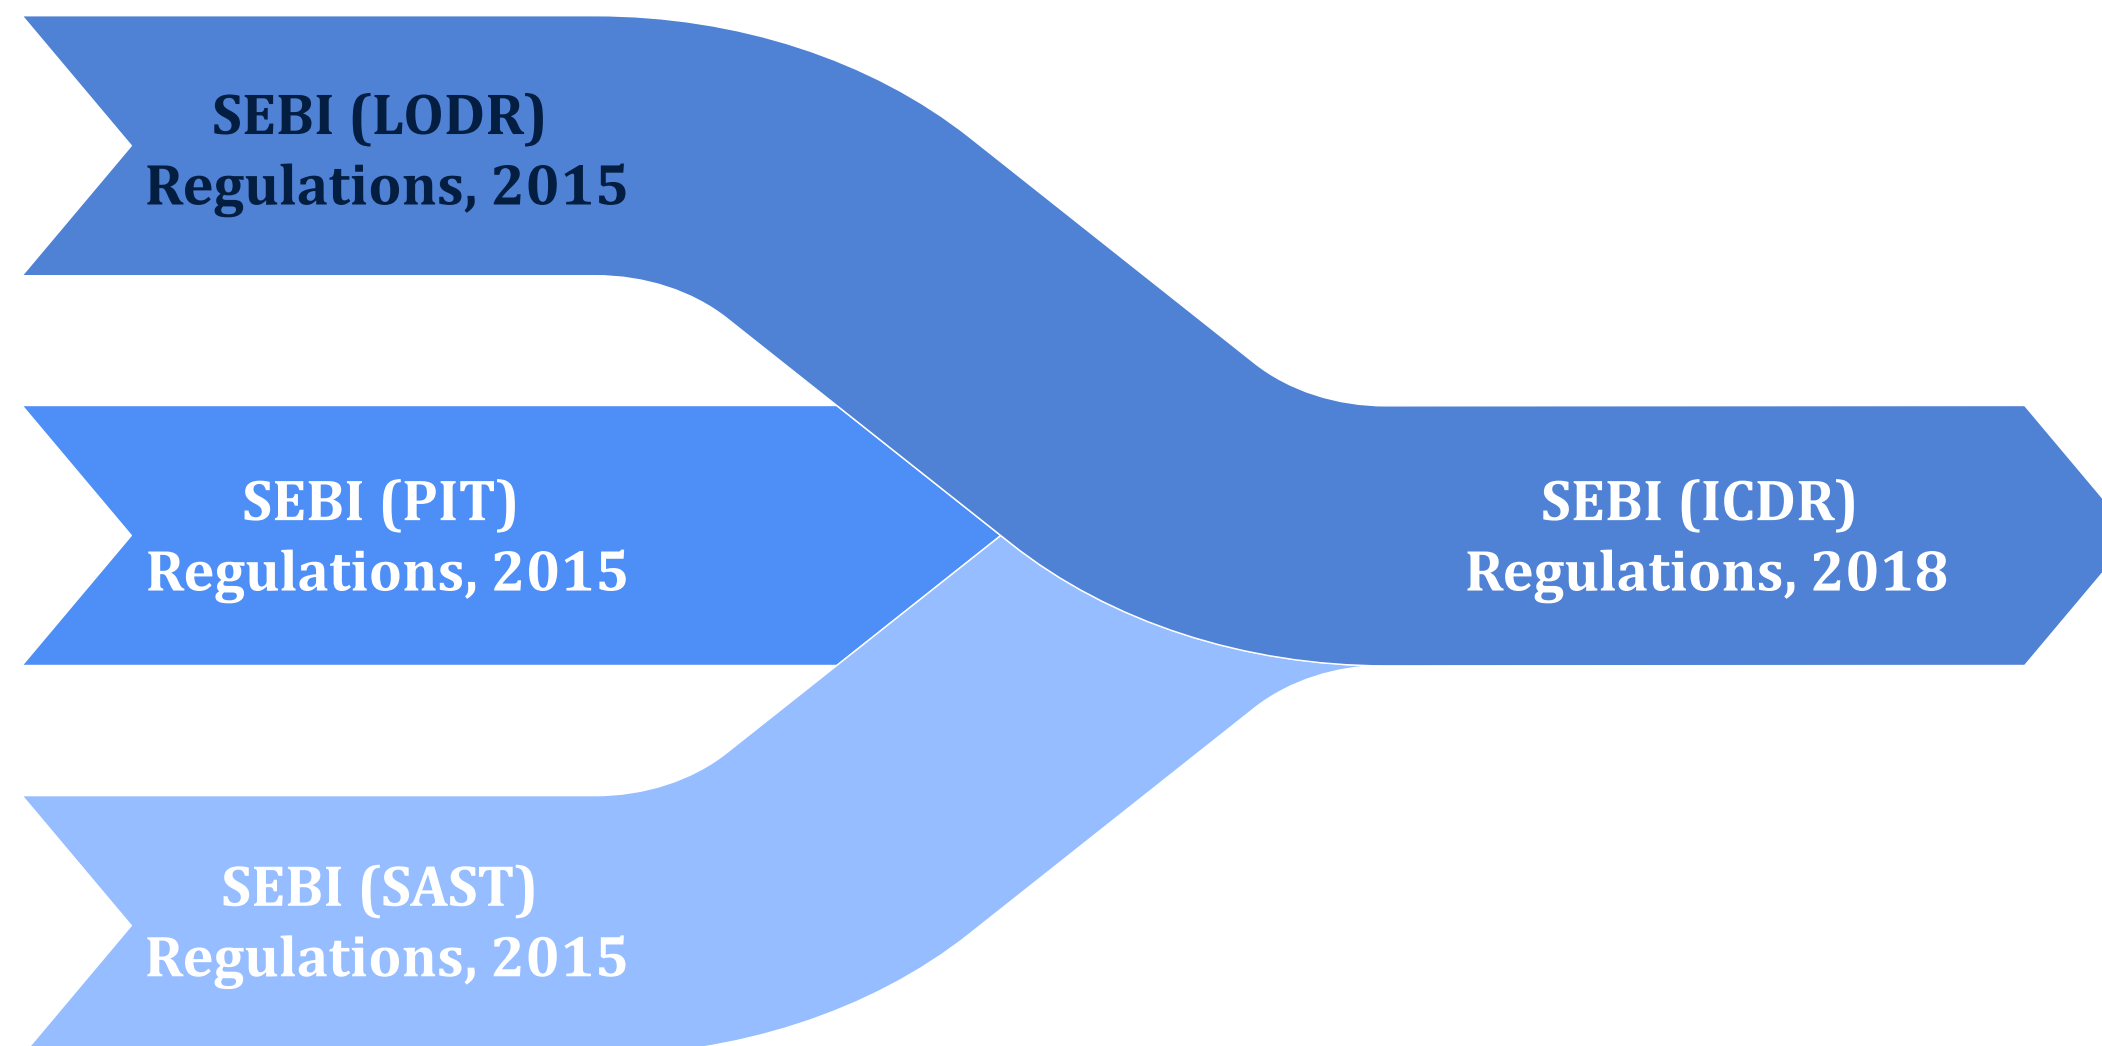 SEBI (LODR)
Regulations, 2015
SEBI (PIT)
Regulations, 2015
SEBI (ICDR)
Regulations, 2018
SEBI (SAST)
Regulations, 2015